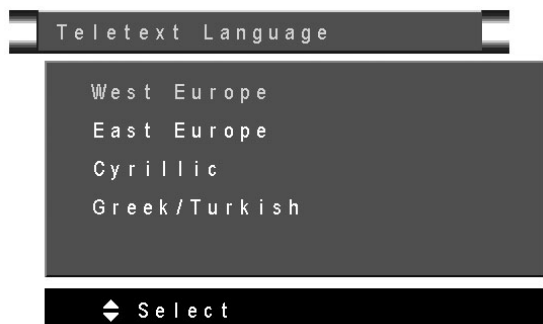 Teletext Language
West Europe
East Europe
Cyrillic
Greek/Turkish
Select